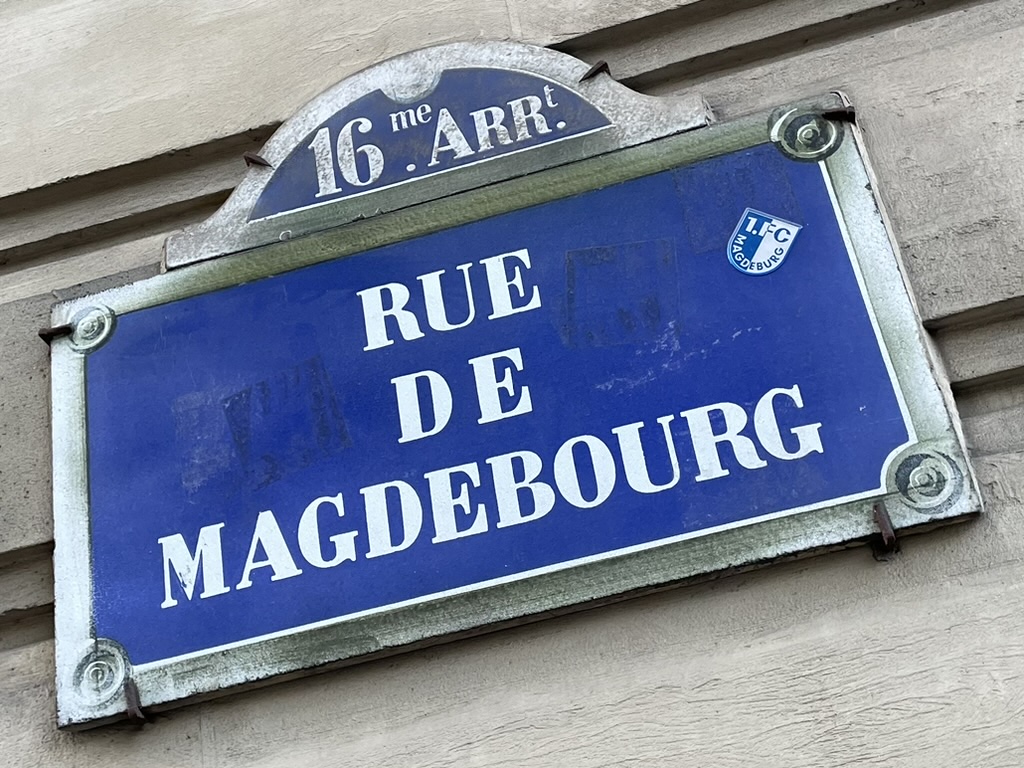 16me. ARRt.
1. FC
MAGDEBURG
RUE
DE
MAGDEBOURG